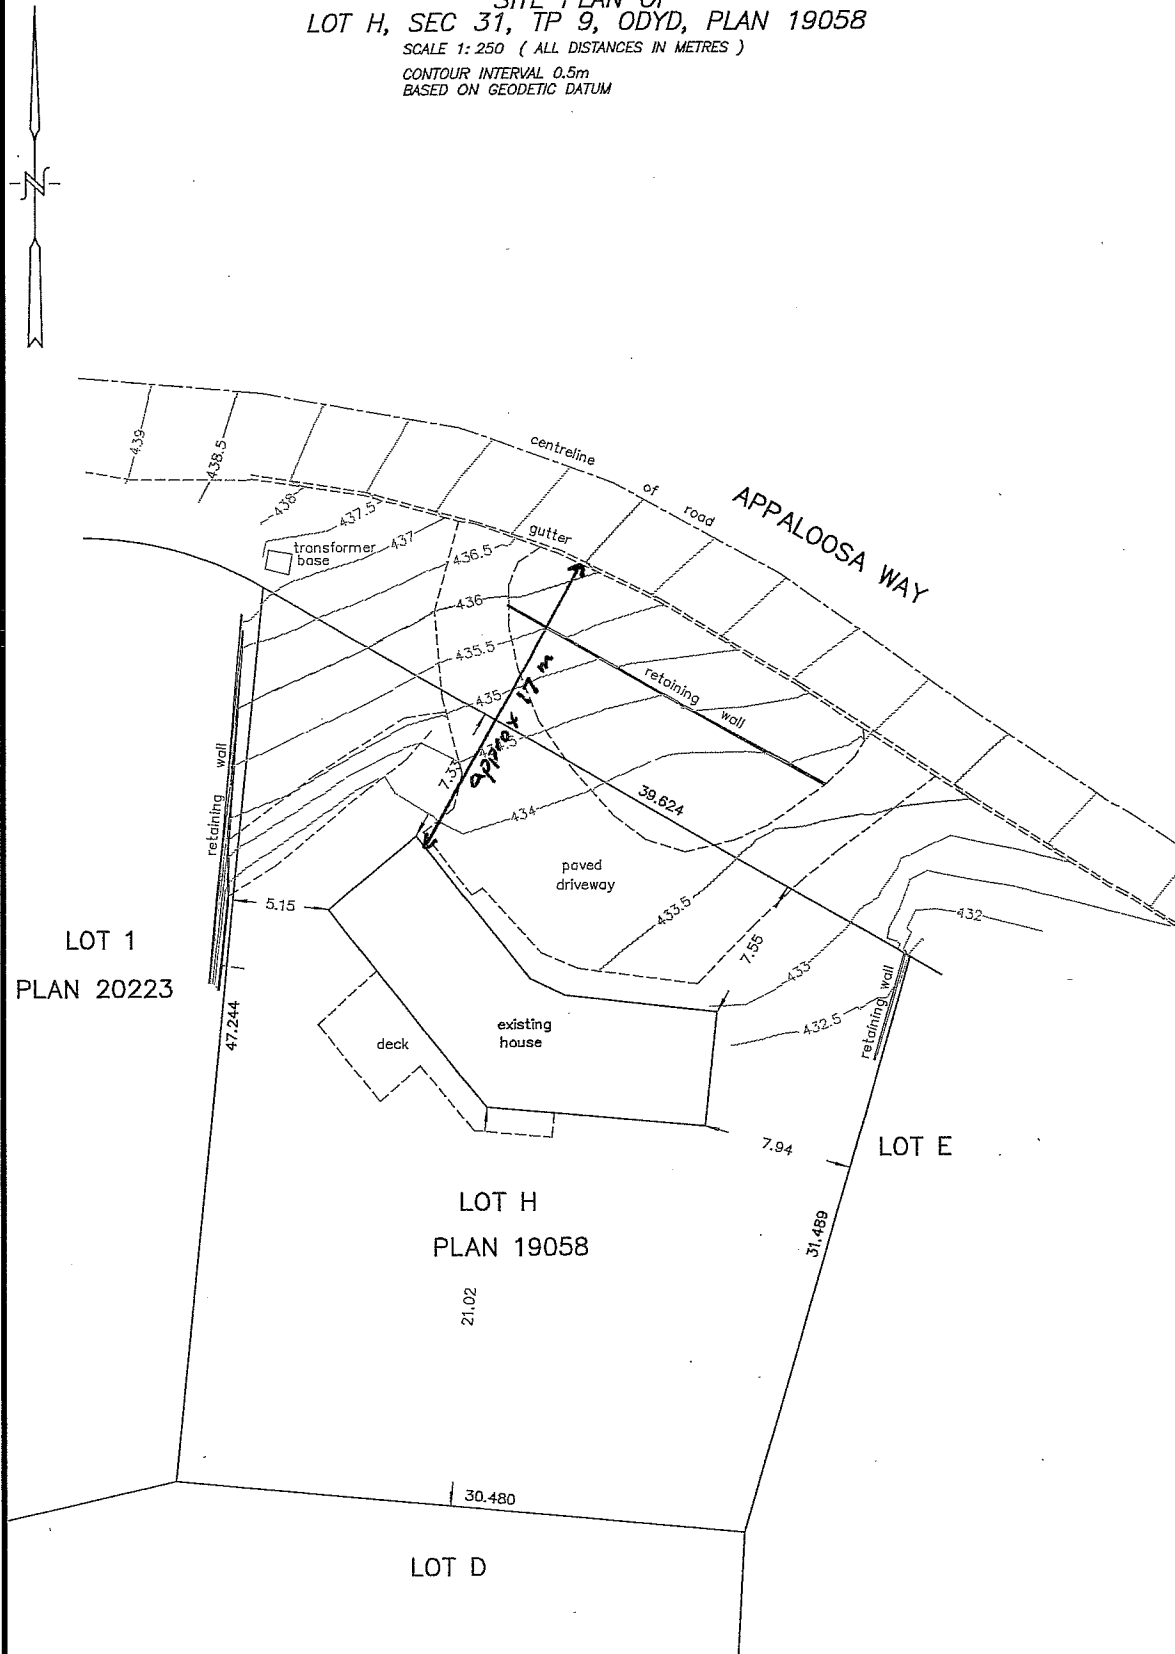 SITE PLAN OF
LOT H, SEC 31, TP 9, ODYD, PLAN 19058
SCALE 1:250 ( ALL DISTANCES IN METRES )
CONTOUR INTERVAL 0.5m
BASED ON GEODETIC DATUM
N
439
438.5
438
437.5
437
436.5
436
435.5
435
434
433.5
433
432.5
432
centreline
of
road
APPALOOSA WAY
gutter
transformer
base
retaining wall
approx 17 m
retaining wall
7.33
39.624
paved
driveway
5.15
7.55
LOT 1
PLAN 20223
47.244
existing
house
deck
retaining wall
7.94
LOT E
LOT H
PLAN 19058
31.489
21.02
30.480
LOT D